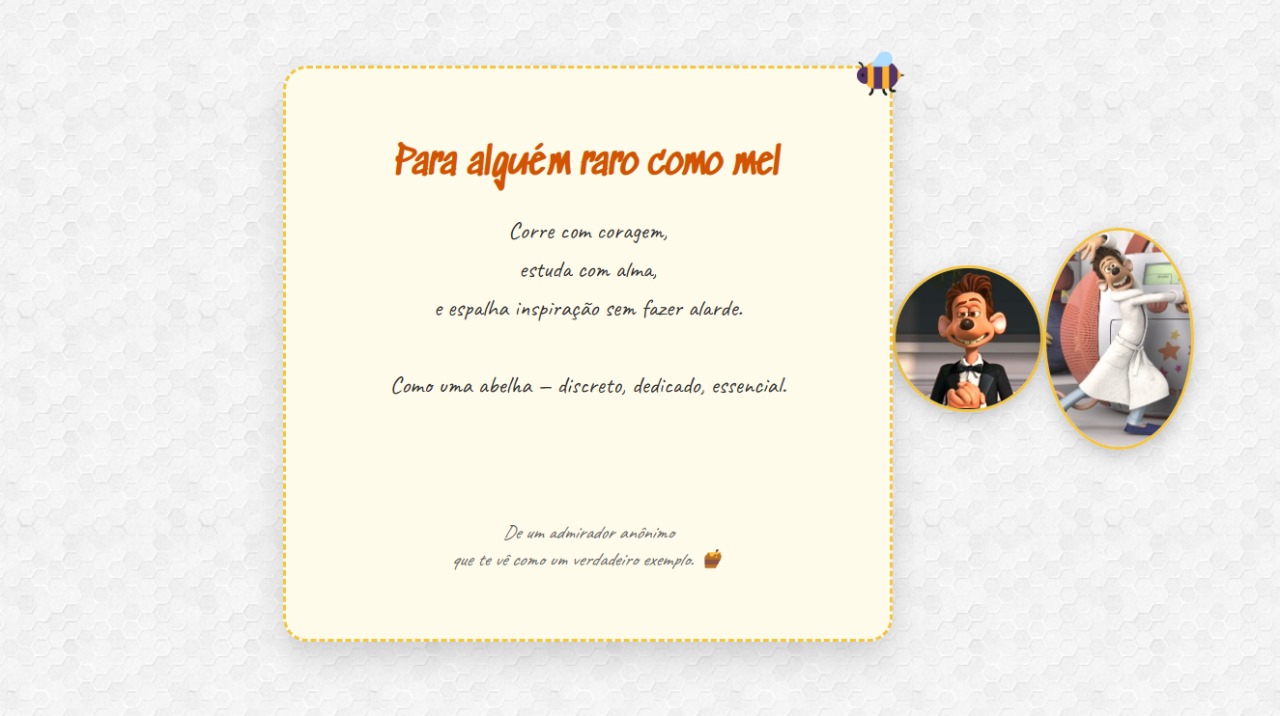 Para alguém raro como mel
Corre com coragem,
estuda com alma,
e espalha inspiração sem fazer alarde.
Como uma abelha — discreto, dedicado, essencial.
De um admirador anônimo
que te vê como um verdadeiro exemplo. 🍯